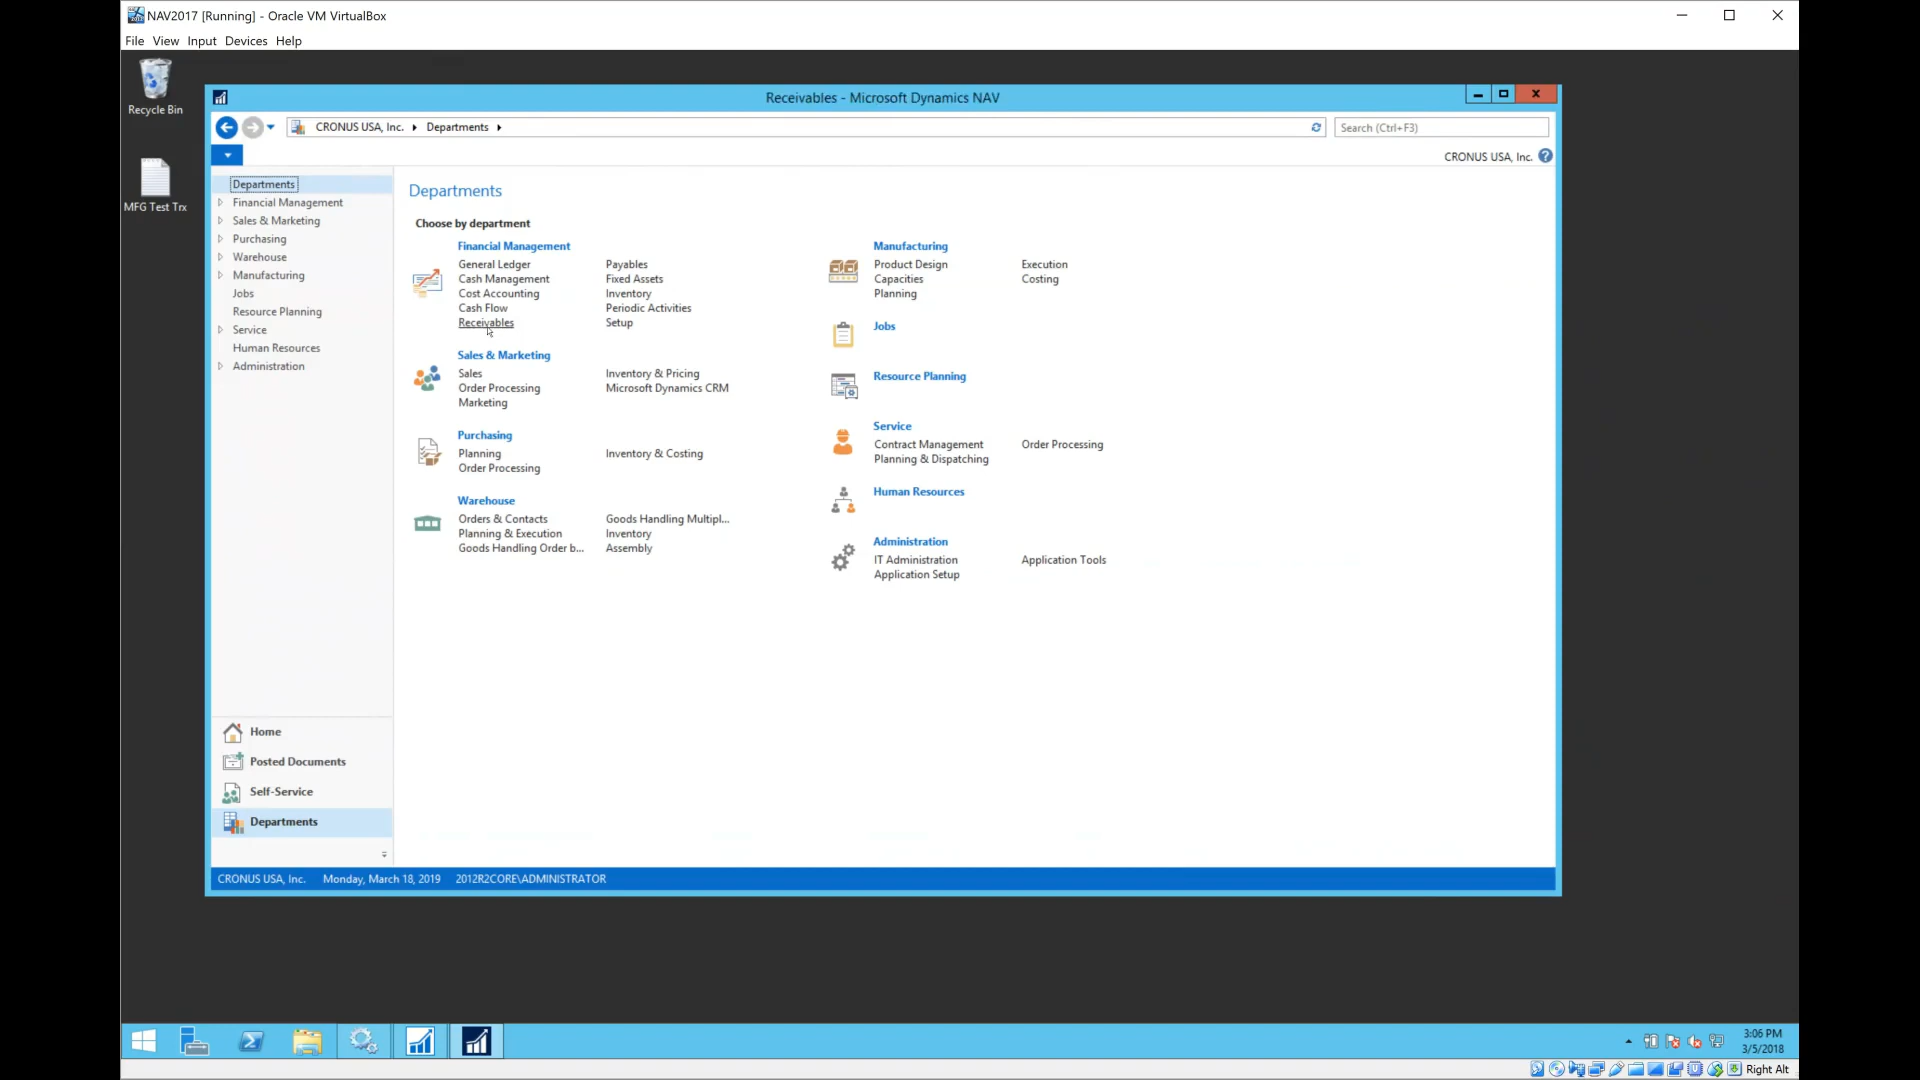 NAV2017 [Running] - Oracle VM VirtualBox
File View Input Devices Help
Recycle Bin
MFG Test Trx
Receivables - Microsoft Dynamics NAV
CRONUS USA, Inc. Departments
Search (Ctrl+F3)
CRONUS USA, Inc.
Departments
Financial Management
Sales & Marketing
Purchasing
Warehouse
Manufacturing
Jobs
Resource Planning
Service
Human Resources
Administration
Home
Posted Documents
Self-Service
Departments
Departments
Choose by department
Financial Management
General Ledger
Cash Management
Cost Accounting
Cash Flow
Receivables
Payables
Fixed Assets
Inventory
Periodic Activities
Setup
Sales & Marketing
Sales
Order Processing
Marketing
Inventory & Pricing
Microsoft Dynamics CRM
Purchasing
Planning
Order Processing
Inventory & Costing
Warehouse
Orders & Contacts
Planning & Execution
Goods Handling Order b...
Goods Handling Multipl...
Inventory
Assembly
Manufacturing
Product Design
Capacities
Planning
Execution
Costing
Jobs
Resource Planning
Service
Contract Management
Planning & Dispatching
Order Processing
Human Resources
Administration
IT Administration
Application Setup
Application Tools
CRONUS USA, Inc. Monday, March 18, 2019 2012R2CORE\ADMINISTRATOR
3:06 PM
3/5/2018
Right Alt